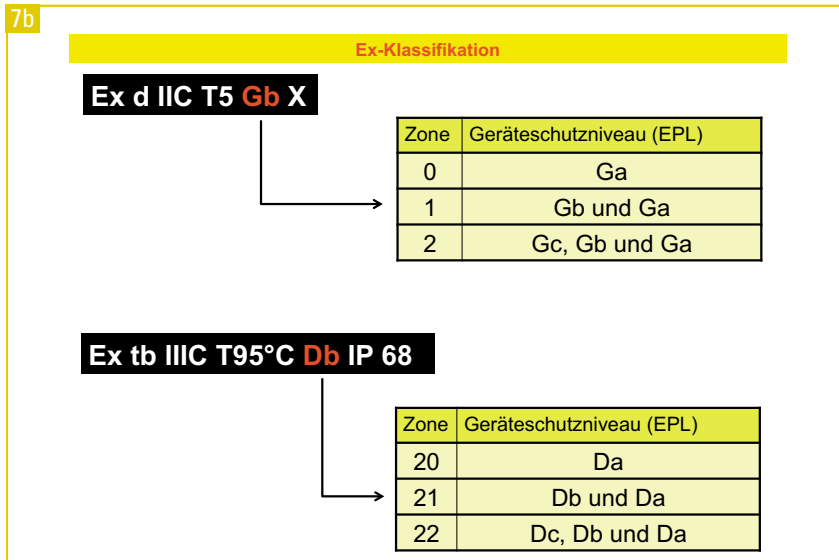 7b
Ex-Klassifikation
Ex d IIC T5 Gb X
Zone Geräteschutzniveau (EPL)
0 Ga
1 Gb und Ga
2 Gc, Gb und Ga
Ex tb IIIC T95°C Db IP 68
Zone Geräteschutzniveau (EPL)
20 Da
21 Db und Da
22 Dc, Db und Da